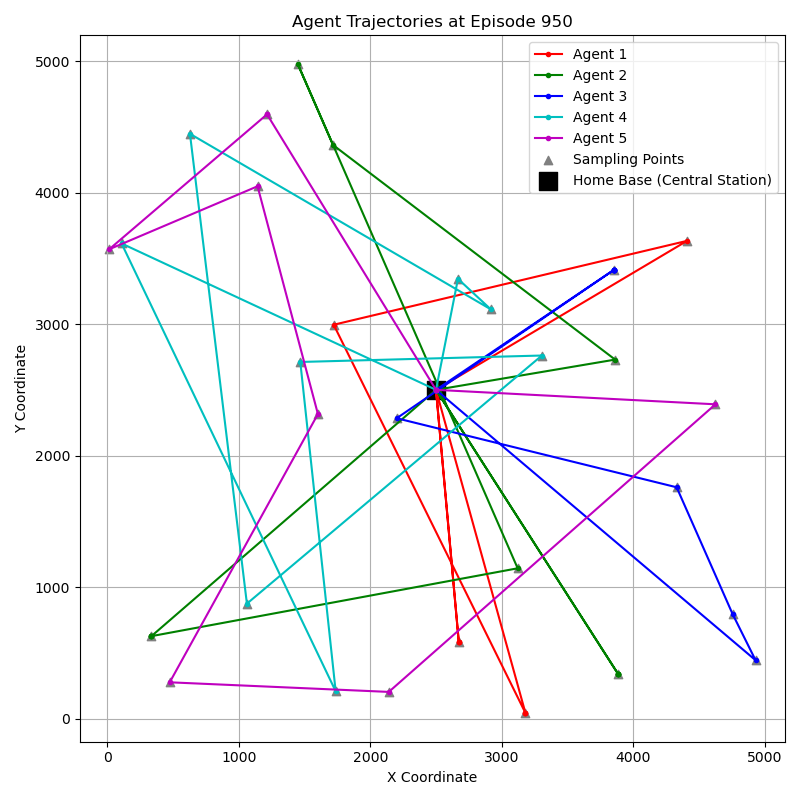 Agent Trajectories at Episode 950
Agent 1
Agent 2
Agent 3
Agent 4
Agent 5
Sampling Points
Home Base (Central Station)
Y Coordinate
5000
4000
3000
2000
1000
0
0 1000 2000 3000 4000 5000
X Coordinate